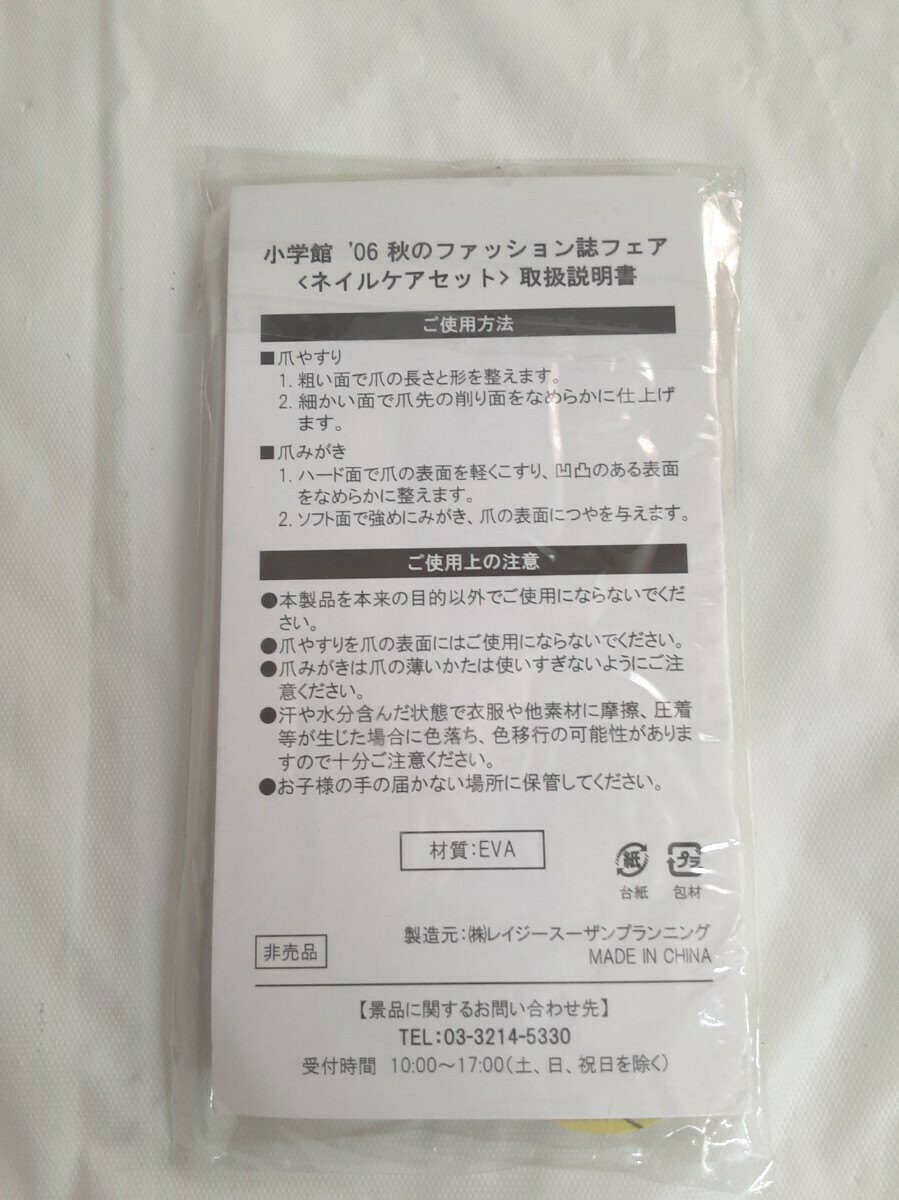 小学館 '06 秋のファッション誌フェア
<ネイルケアセット> 取扱説明書
ご使用方法
■爪やすり
1. 粗い面で爪の長さと形を整えます。
2. 細かい面で爪先の削り面をなめらかに仕上げ
ます。
■爪みがき
1. ハード面で爪の表面を軽くこすり、凹凸のある表面
をなめらかに整えます。
2. ソフト面で強めにみがき、爪の表面につやを与えます。
ご使用上の注意
●本製品を本来の目的以外でご使用にならないでくだ
さい。
●爪やすりを爪の表面にはご使用にならないでください。
●爪みがきは爪の薄いかたは使いすぎないようにご注
意ください。
●汗や水分含んだ状態で衣服や他素材に摩擦、圧着
等が生じた場合に色落ち、色移行の可能性がありま
すので十分ご注意ください。
●お子様の手の届かない場所に保管してください。
材質:EVA
紙 プラ
台紙 包材
非売品
製造元:㈱レイジースーザンプランニング
MADE IN CHINA
【景品に関するお問い合わせ先】
TEL:03-3214-5330
受付時間 10:00～17:00(土、日、祝日を除く)